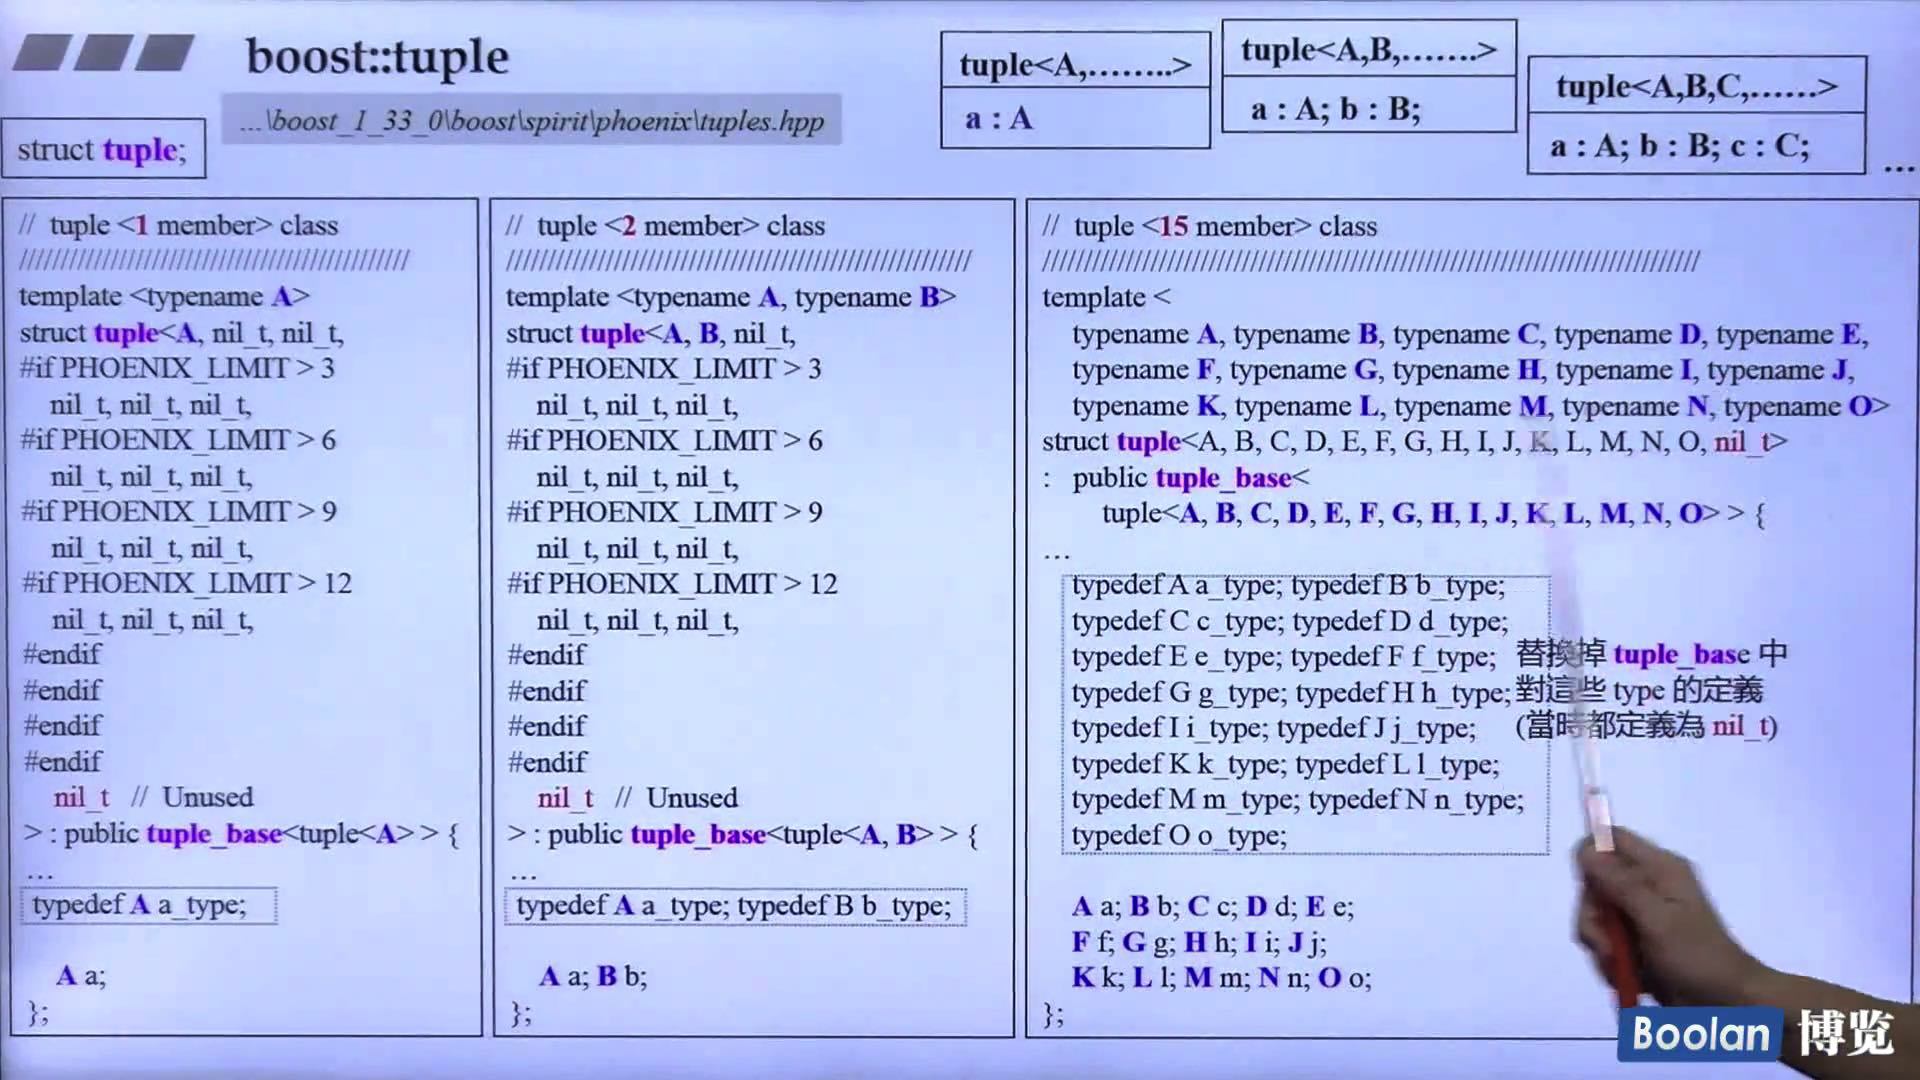 boost::tuple
...\boost_1_33_0\boost\spirit\phoenix\tuples.hpp
struct tuple;
tuple<A,........>
a : A
tuple<A,B,.......>
a : A; b : B;
tuple<A,B,C,......>
a : A; b : B; c : C;
...
// tuple <1 member> class
////////////////////////////////////////////////
template <typename A>
struct tuple<A, nil_t, nil_t,
#if PHOENIX_LIMIT > 3
nil_t, nil_t, nil_t,
#if PHOENIX_LIMIT > 6
nil_t, nil_t, nil_t,
#if PHOENIX_LIMIT > 9
nil_t, nil_t, nil_t,
#if PHOENIX_LIMIT > 12
nil_t, nil_t, nil_t,
#endif
#endif
#endif
#endif
nil_t // Unused
> : public tuple_base<tuple<A> > {
...
typedef A a_type;
A a;
};
// tuple <2 member> class
/////////////////////////////////////////////////////////
template <typename A, typename B>
struct tuple<A, B, nil_t,
#if PHOENIX_LIMIT > 3
nil_t, nil_t, nil_t,
#if PHOENIX_LIMIT > 6
nil_t, nil_t, nil_t,
#if PHOENIX_LIMIT > 9
nil_t, nil_t, nil_t,
#if PHOENIX_LIMIT > 12
nil_t, nil_t, nil_t,
#endif
#endif
#endif
#endif
nil_t // Unused
> : public tuple_base<tuple<A, B> > {
...
typedef A a_type; typedef B b_type;
A a; B b;
};
// tuple <15 member> class
/////////////////////////////////////////////////////////////////////////////////
template <
typename A, typename B, typename C, typename D, typename E,
typename F, typename G, typename H, typename I, typename J,
typename K, typename L, typename M, typename N, typename O>
struct tuple<A, B, C, D, E, F, G, H, I, J, K, L, M, N, O, nil_t>
: public tuple_base<
tuple<A, B, C, D, E, F, G, H, I, J, K, L, M, N, O> > {
...
typedef A a_type; typedef B b_type;
typedef C c_type; typedef D d_type;
typedef E e_type; typedef F f_type; 替換掉 tuple_base 中
typedef G g_type; typedef H h_type; 對這些 type 的定義
typedef I i_type; typedef J j_type; (當時都定義為 nil_t)
typedef K k_type; typedef L l_type;
typedef M m_type; typedef N n_type;
typedef O o_type;
A a; B b; C c; D d; E e;
F f; G g; H h; I i; J j;
K k; L l; M m; N n; O o;
};
Boolan 博览